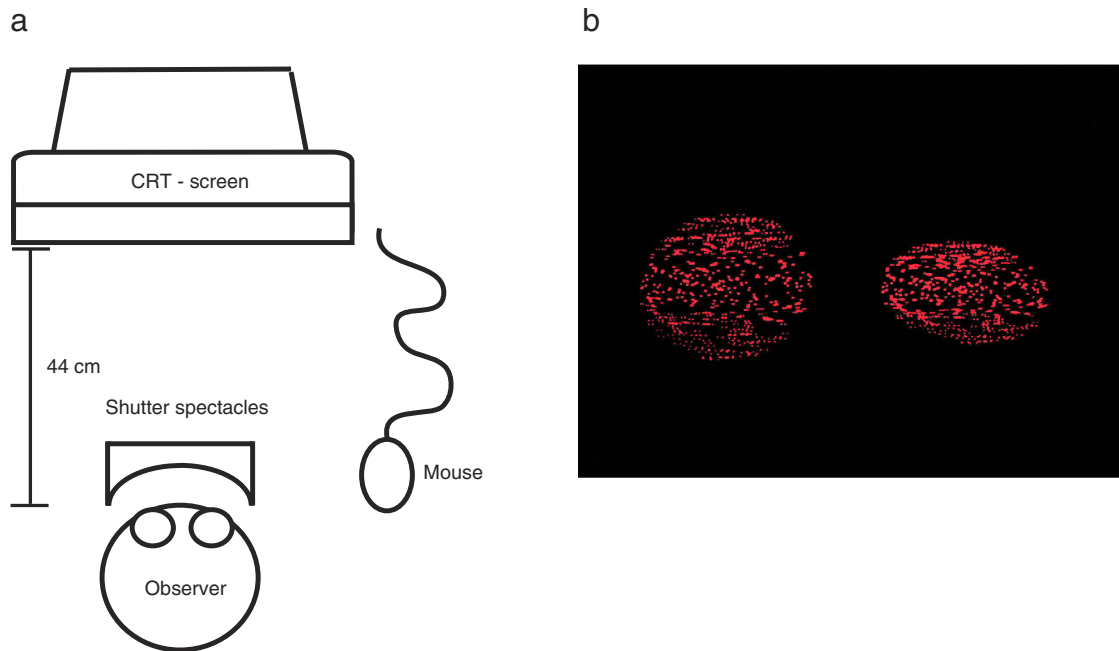 a
b
CRT - screen
44 cm
Shutter spectacles
Mouse
Observer